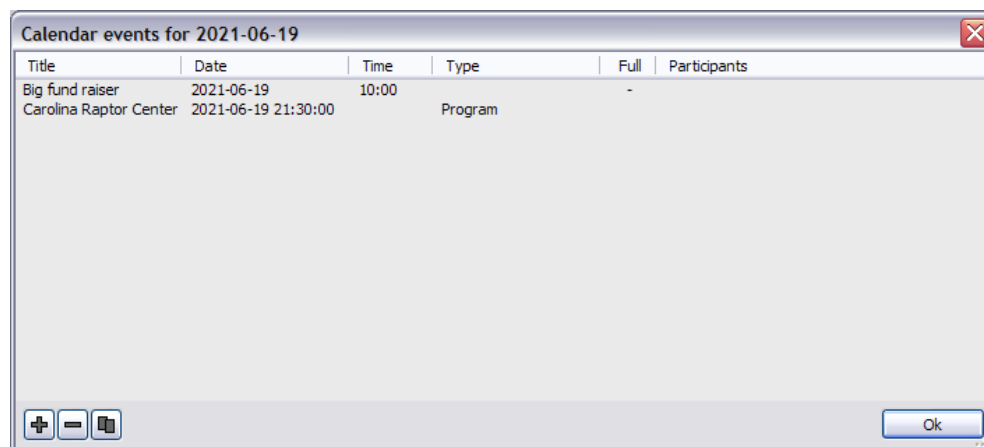 Calendar events for 2021-06-19
Title Date Time Type Full Participants
Big fund raiser 2021-06-19 10:00 -
Carolina Raptor Center 2021-06-19 21:30:00 Program
Ok